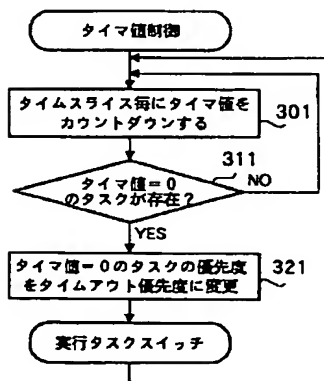 タイマ値制御
タイムスライス毎にタイマ値を
カウントダウンする
301
311
タイマ値=0
のタスクが存在?
NO
YES
321
タイマ値=0のタスクの優先度
をタイムアウト優先度に変更
実行タスクスイッチ